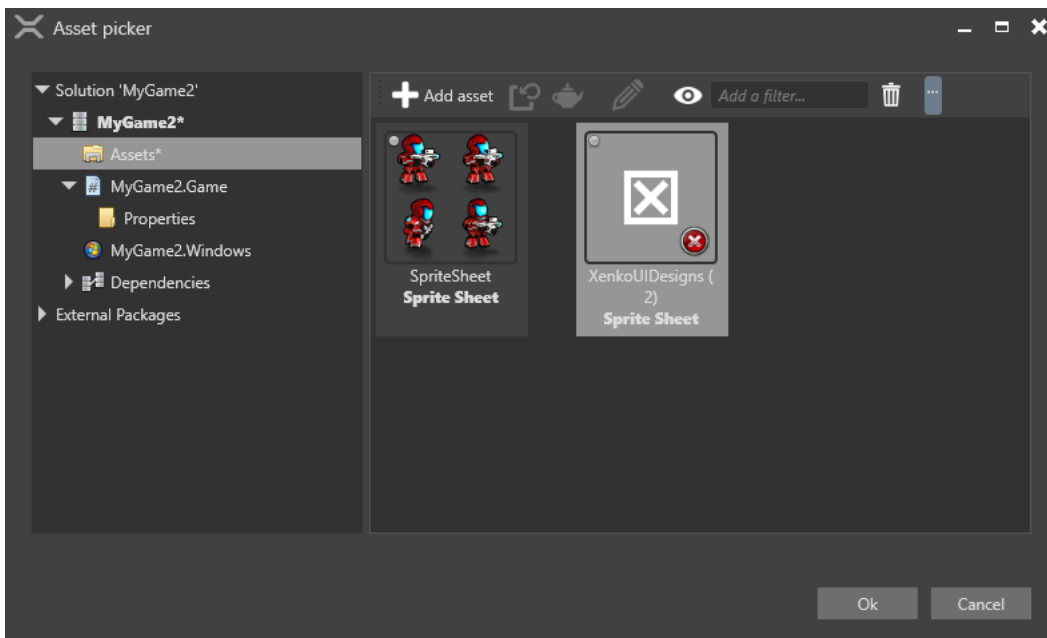 Asset picker
Solution 'MyGame2'
MyGame2*
Assets*
MyGame2.Game
Properties
MyGame2.Windows
Dependencies
External Packages
Add asset
Add a filter...
SpriteSheet
Sprite Sheet
XenkoUIDesigns (
2)
Sprite Sheet
Ok
Cancel